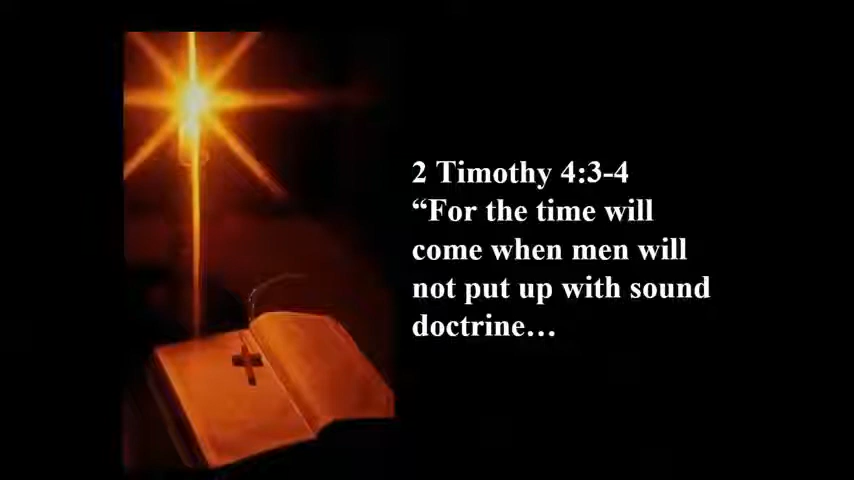 2 Timothy 4:3-4
“For the time will
come when men will
not put up with sound
doctrine…